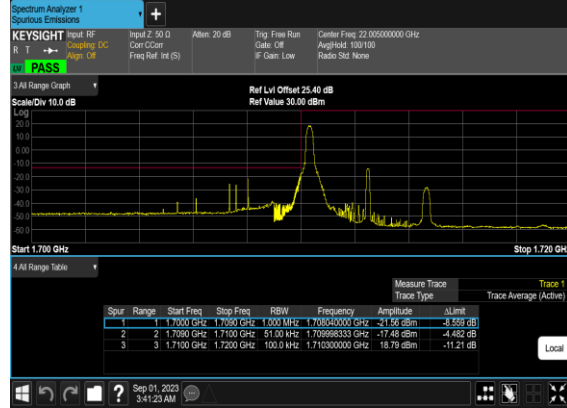 Spectrum Analyzer 1
Spurious Emissions
KEYSIGHT Input: RF Input Z: 50 Ω Atten: 20 dB Trig: Free Run Center Freq: 22.005000000 GHz
R T Coupling: DC Corr CCorr Gate: Off Avg|Hold: 100/100
Align: Off Freq Ref: Int (S) IF Gain: Low Radio Std: None
PASS
3 All Range Graph
Ref Lvl Offset 25.40 dB
Scale/Div 10.0 dB Ref Value 30.00 dBm
Log
20.0
10.0
0.00
-10.0
-20.0
-30.0
-40.0
-50.0
-60.0
Start 1.700 GHz Stop 1.720 GHz
4 All Range Table
Measure Trace Trace 1
Trace Type Trace Average (Active)
Spur Range Start Freq Stop Freq RBW Frequency Amplitude ΔLimit
1 1 1.7000 GHz 1.7090 GHz 1.000 MHz 1.708040000 GHz -21.56 dBm -8.559 dB
2 2 1.7090 GHz 1.7100 GHz 51.00 kHz 1.709998333 GHz -17.48 dBm -4.482 dB
3 3 1.7100 GHz 1.7200 GHz 100.0 kHz 1.710300000 GHz 18.79 dBm -11.21 dB
Local
Sep 01, 2023
3:41:23 AM